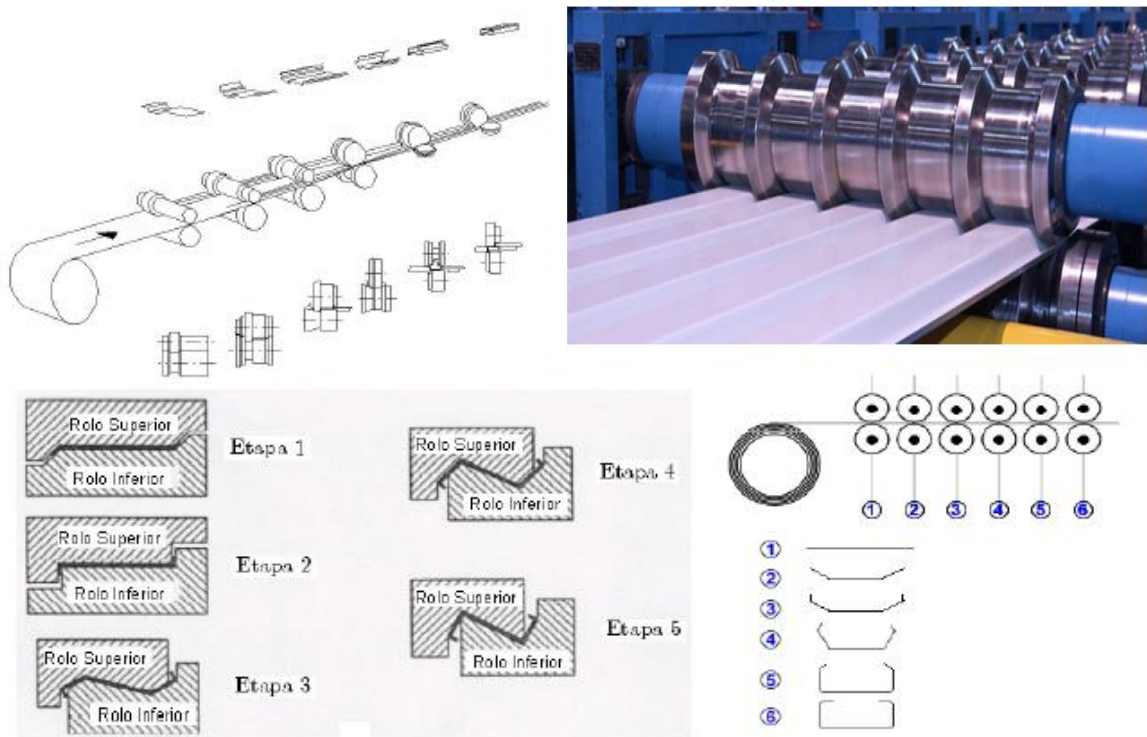 Rolo Superior
Rolo Inferior
Etapa 1
Rolo Superior
Rolo Inferior
Etapa 2
Rolo Superior
Rolo Inferior
Etapa 3
Rolo Superior
Rolo Inferior
Etapa 4
Rolo Superior
Rolo Inferior
Etapa 5
1 2 3 4 5 6
1
2
3
4
5
6